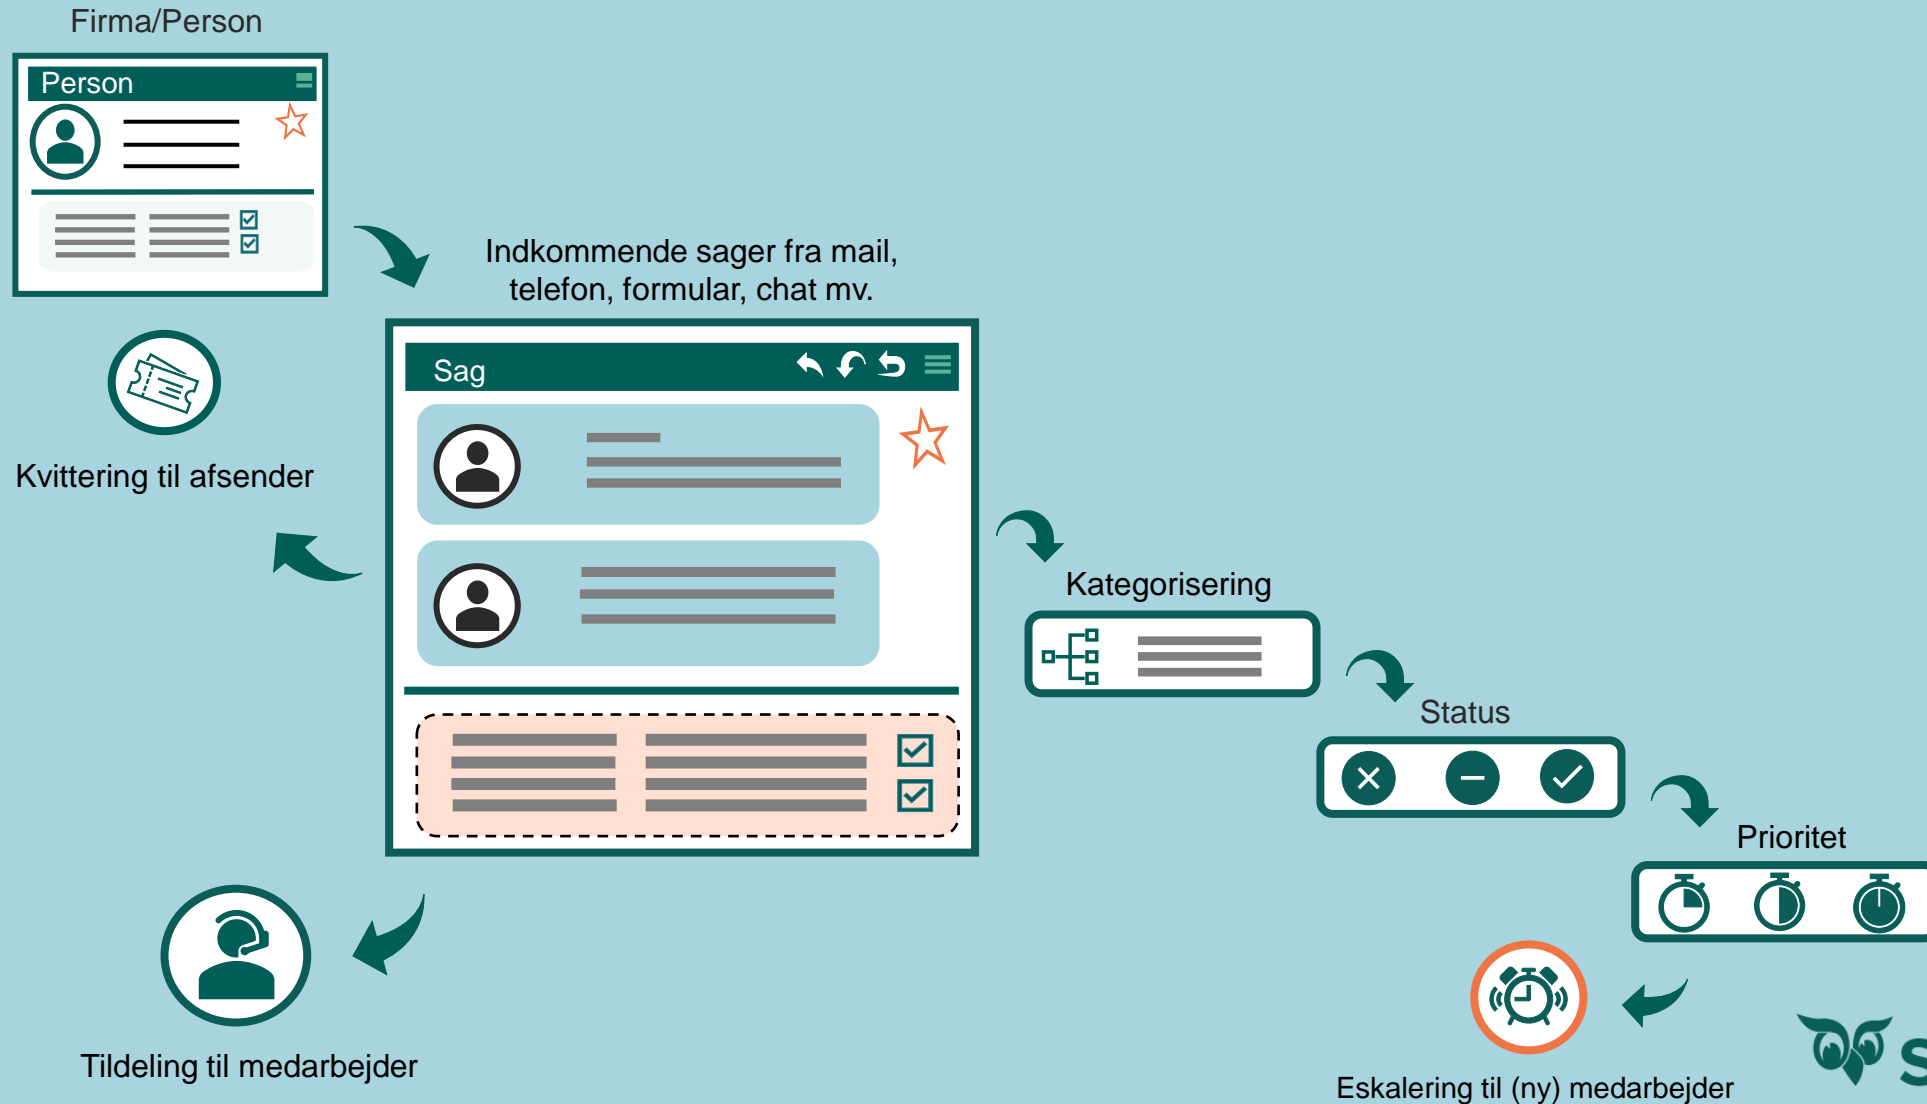 Firma/Person
Person
Indkommende sager fra mail,
telefon, formular, chat mv.
Sag
Kvittering til afsender
Kategorisering
Status
Prioritet
Tildeling til medarbejder
Eskalering til (ny) medarbejder